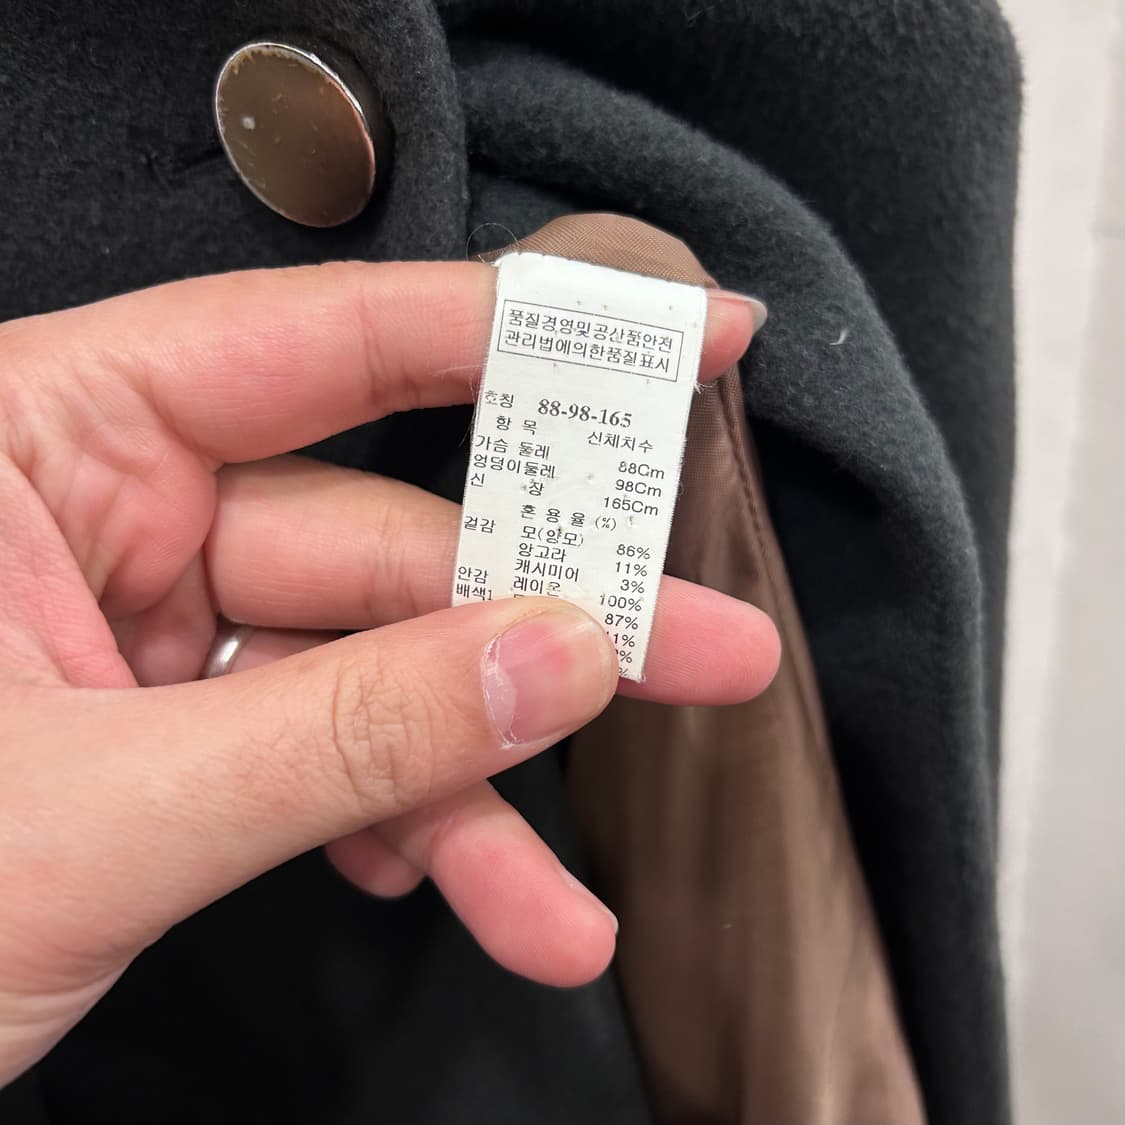 품질경영및공산품안전
관리법에의한품질표시
호칭 88-98-165
항 목 신체치수
가슴 둘레 88Cm
엉덩이둘레 98Cm
신 장 165Cm
혼 용 율 (%)
겉감 모(양모) 86%
앙고라 11%
캐시미어 3%
안감 레이온 100%
배색1 87%
11%
%
%